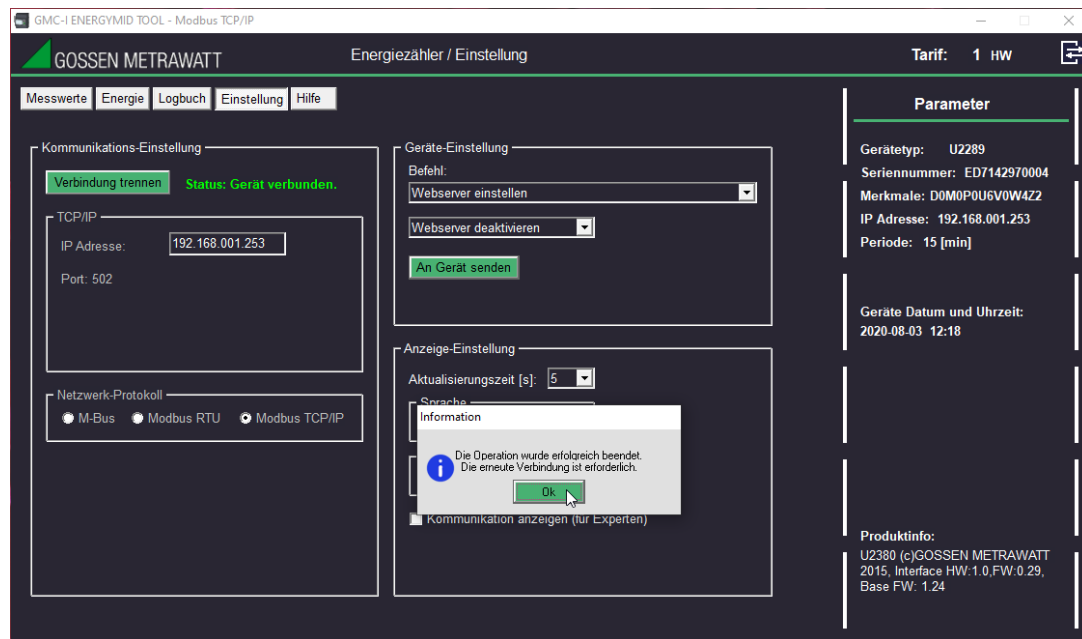 GMC-I ENERGYMID TOOL - Modbus TCP/IP
GOSSEN METRAWATT
Energiezähler / Einstellung
Tarif: 1 HW
Messwerte Energie Logbuch Einstellung Hilfe
Kommunikations-Einstellung
Verbindung trennen Status: Gerät verbunden.
TCP/IP
IP Adresse: 192.168.001.253
Port: 502
Netzwerk-Protokoll
M-Bus Modbus RTU Modbus TCP/IP
Geräte-Einstellung
Befehl:
Webserver einstellen
Webserver deaktivieren
An Gerät senden
Anzeige-Einstellung
Aktualisierungszeit [s]: 5
Sprache
Information
Die Operation wurde erfolgreich beendet.
Die erneute Verbindung ist erforderlich.
Ok
Kommunikation anzeigen (für Experten)
Parameter
Gerätetyp: U2289
Seriennummer: ED7142970004
Merkmale: D0M0P0U6V0W4Z2
IP Adresse: 192.168.001.253
Periode: 15 [min]
Geräte Datum und Uhrzeit:
2020-08-03 12:18
Produktinfo:
U2380 (c)GOSSEN METRAWATT
2015, Interface HW:1.0,FW:0.29,
Base FW: 1.24